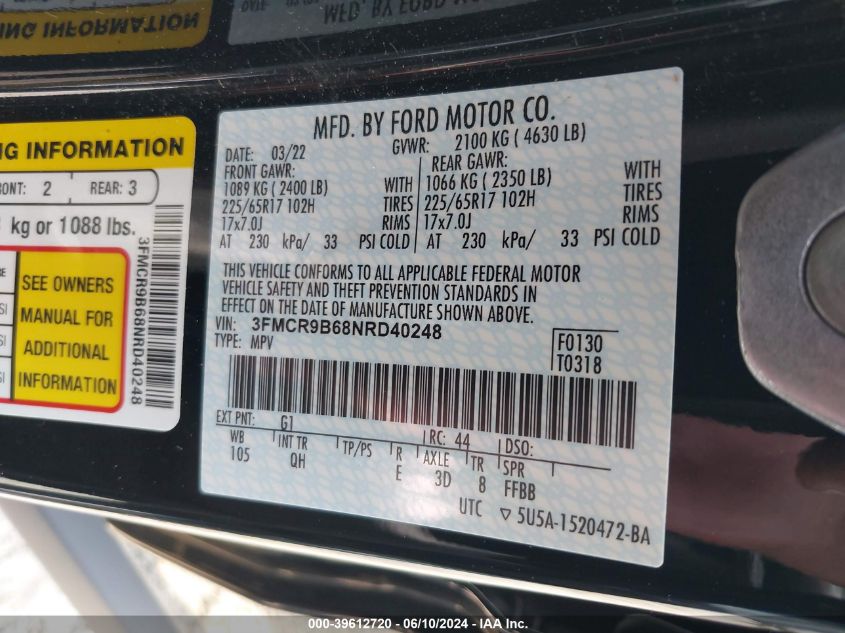 NG INFORMATION
DATE
MFD. BY FORD
NG INFORMATION
RONT: 2 REAR: 3
kg or 1088 lbs.
SEE OWNERS
MANUAL FOR
ADDITIONAL
INFORMATION
3FMCR9B68NRD40248
MFD. BY FORD MOTOR CO.
DATE: 03/22 GVWR: 2100 KG ( 4630 LB)
FRONT GAWR: REAR GAWR:
1089 KG ( 2400 LB) WITH 1066 KG ( 2350 LB) WITH
225/65R17 102H TIRES 225/65R17 102H TIRES
17x7.0J RIMS 17x7.0J RIMS
AT 230 kPa/ 33 PSI COLD AT 230 kPa/ 33 PSI COLD
THIS VEHICLE CONFORMS TO ALL APPLICABLE FEDERAL MOTOR
VEHICLE SAFETY AND THEFT PREVENTION STANDARDS IN
EFFECT ON THE DATE OF MANUFACTURE SHOWN ABOVE.
VIN: 3FMCR9B68NRD40248
TYPE: MPV
F0130
T0318
EXT PNT: G1 RC: 44 DSO:
WB INT TR TP/PS R AXLE TR SPR
105 QH E 3D 8 FFBB
UTC ▽ 5U5A-1520472-BA
000-39612720 - 06/10/2024 - IAA Inc.